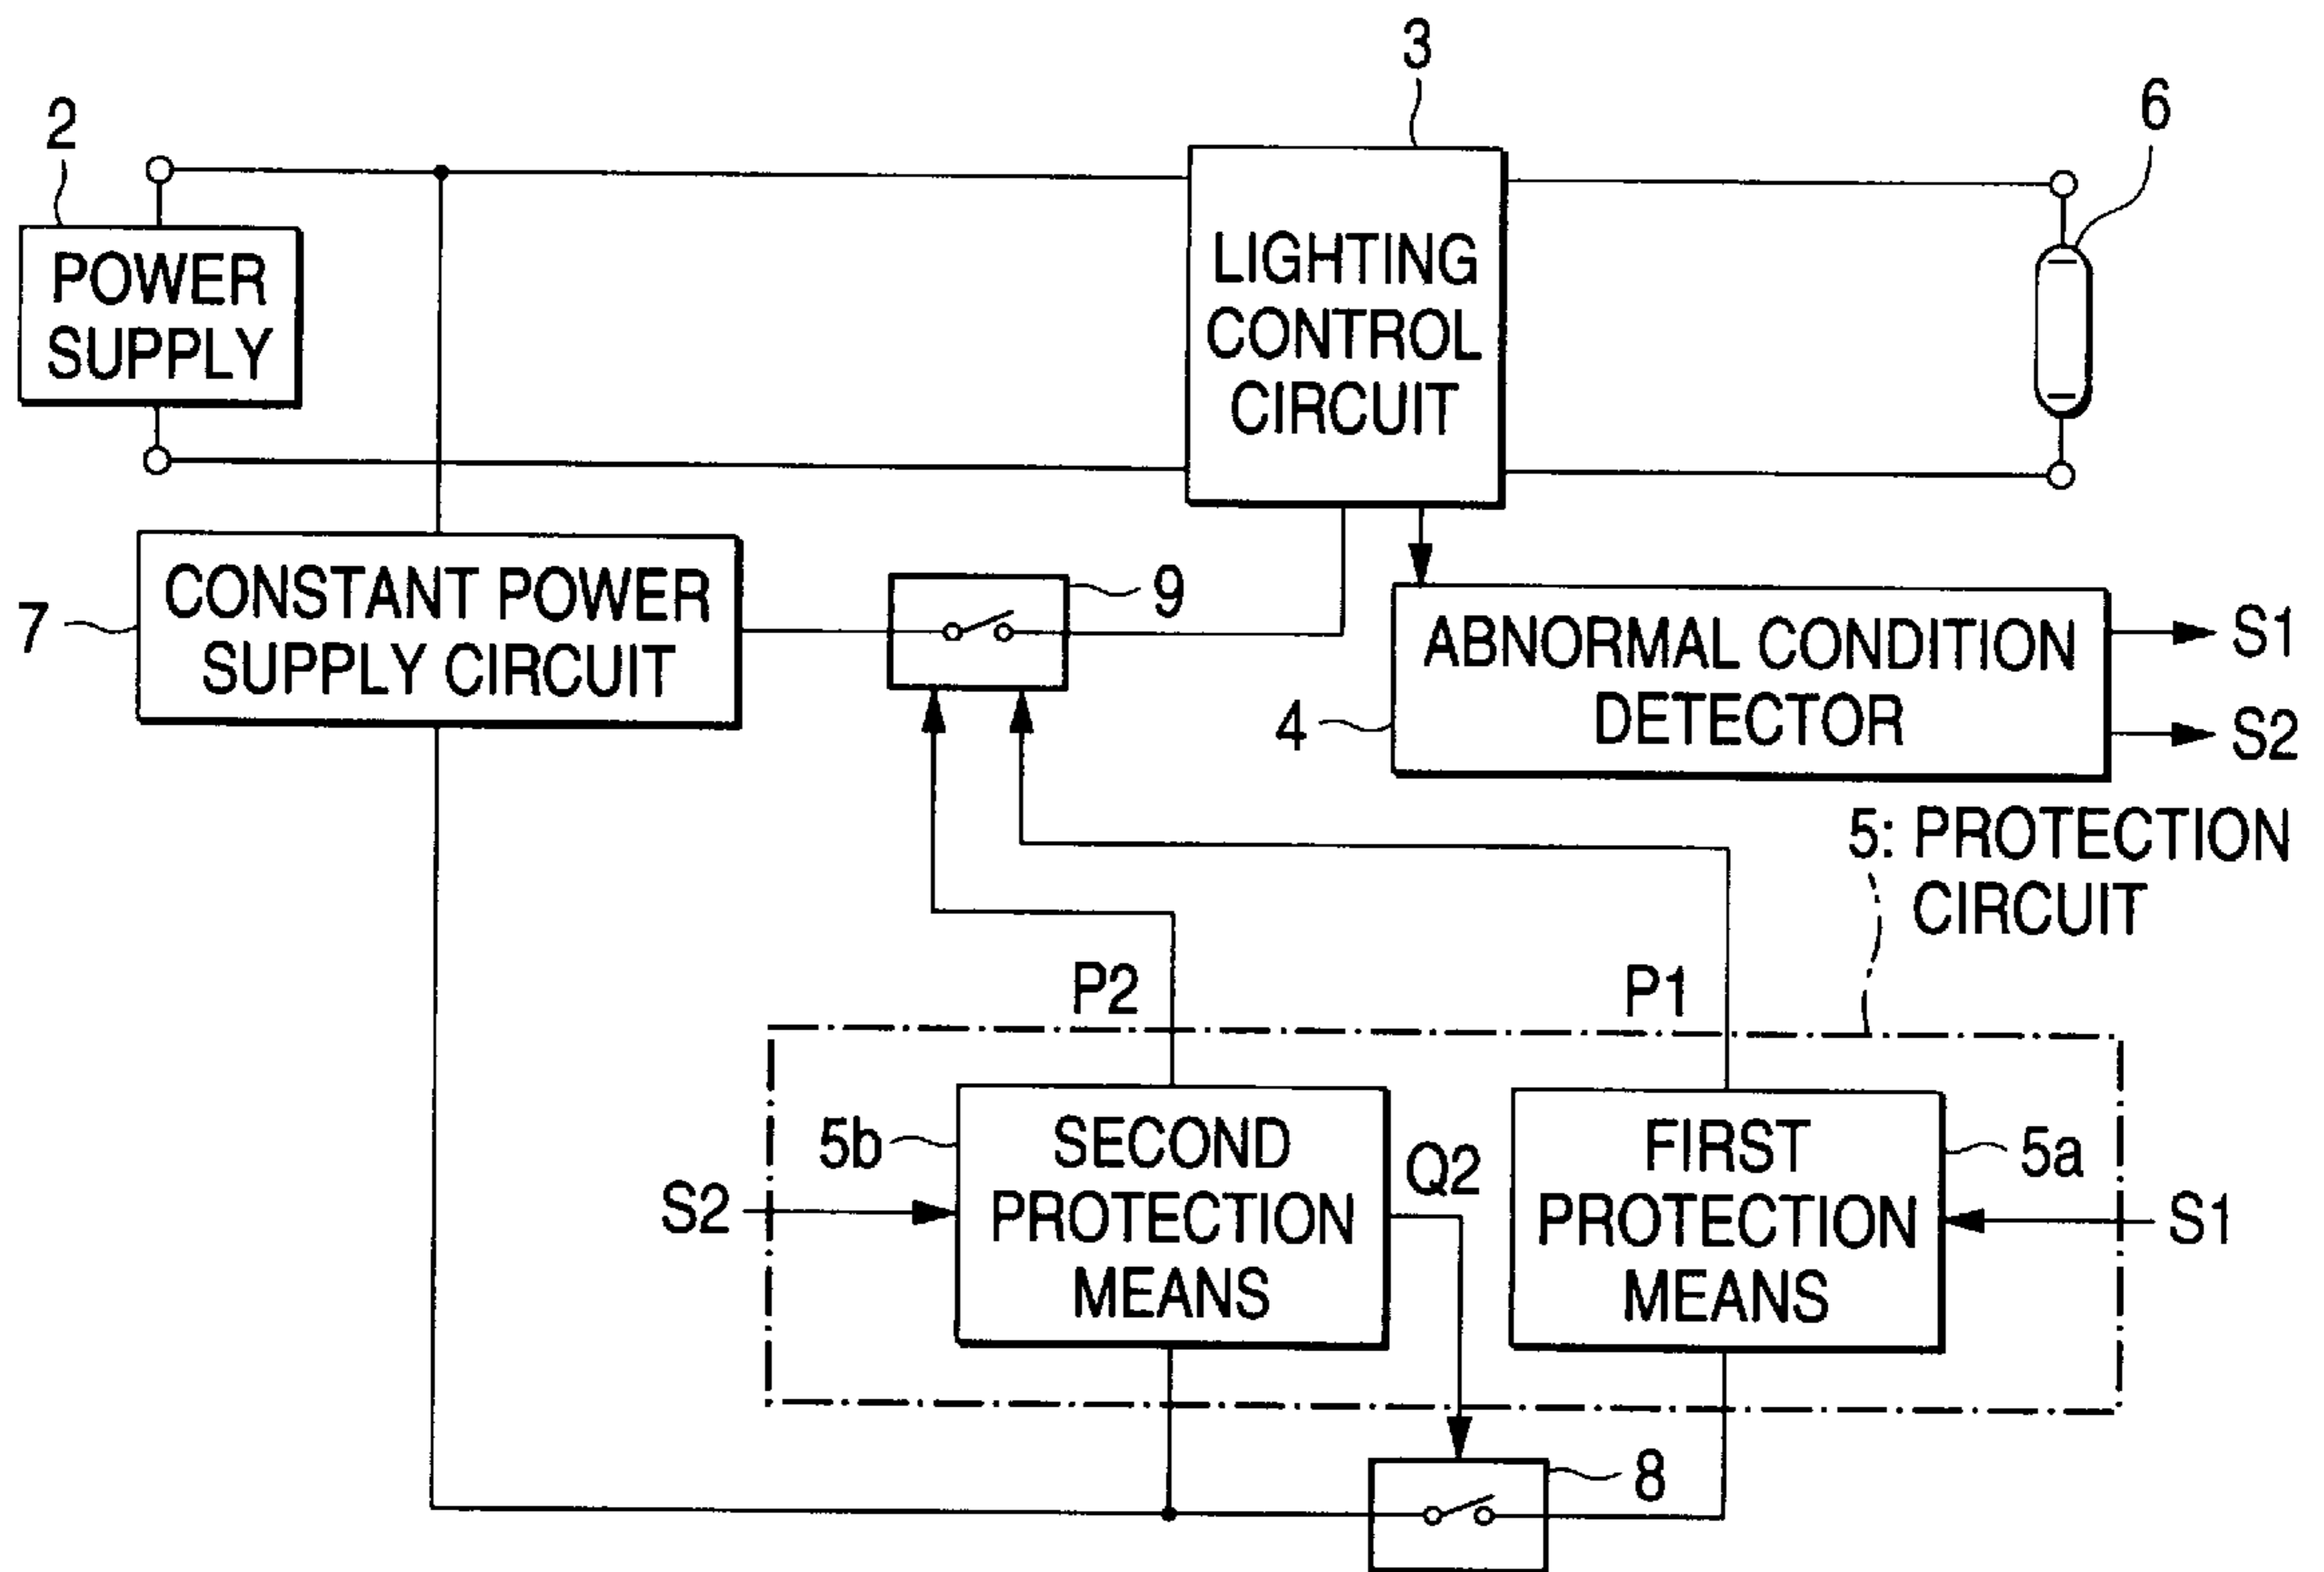 3
6
2
POWER
SUPPLY
LIGHTING
CONTROL
CIRCUIT
7
CONSTANT POWER
SUPPLY CIRCUIT
9
4
ABNORMAL CONDITION
DETECTOR
S1
S2
5: PROTECTION
CIRCUIT
P2
P1
5b
SECOND
PROTECTION
MEANS
S2
Q2
FIRST
PROTECTION
MEANS
5a
S1
8